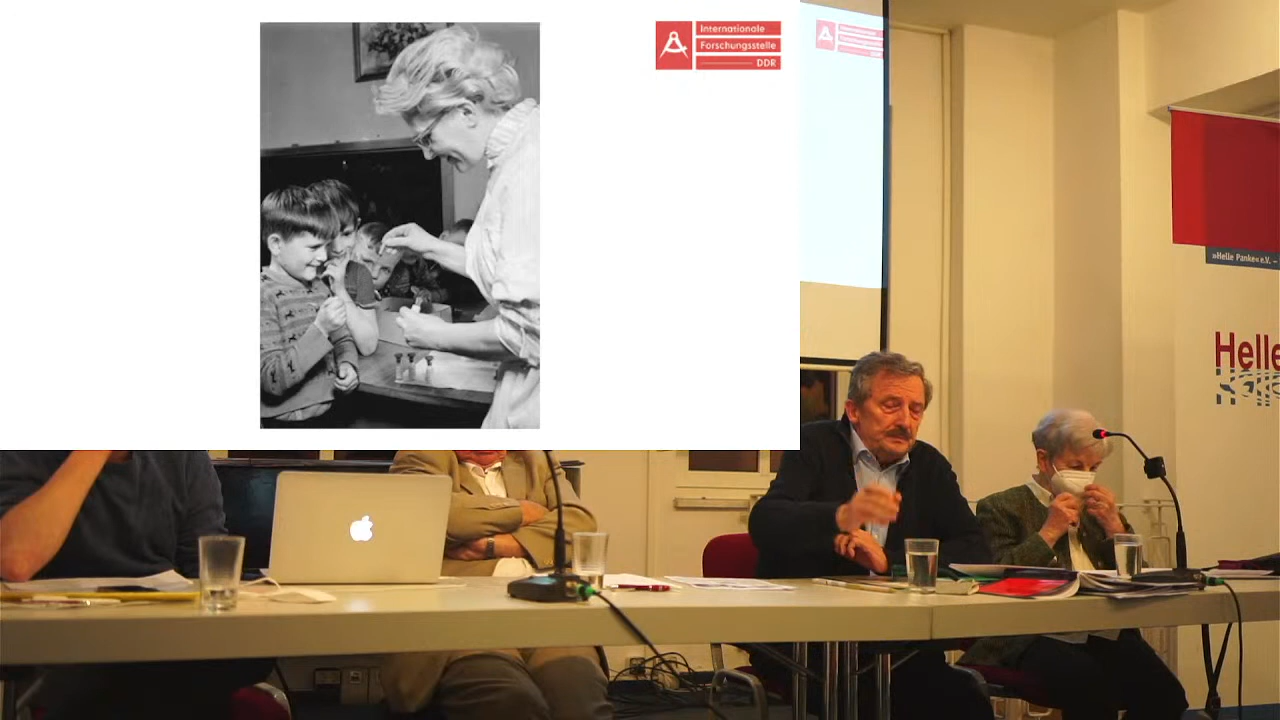 Internationale
Forschungsstelle
DDR
»Helle Panke« e.V. –
Helle